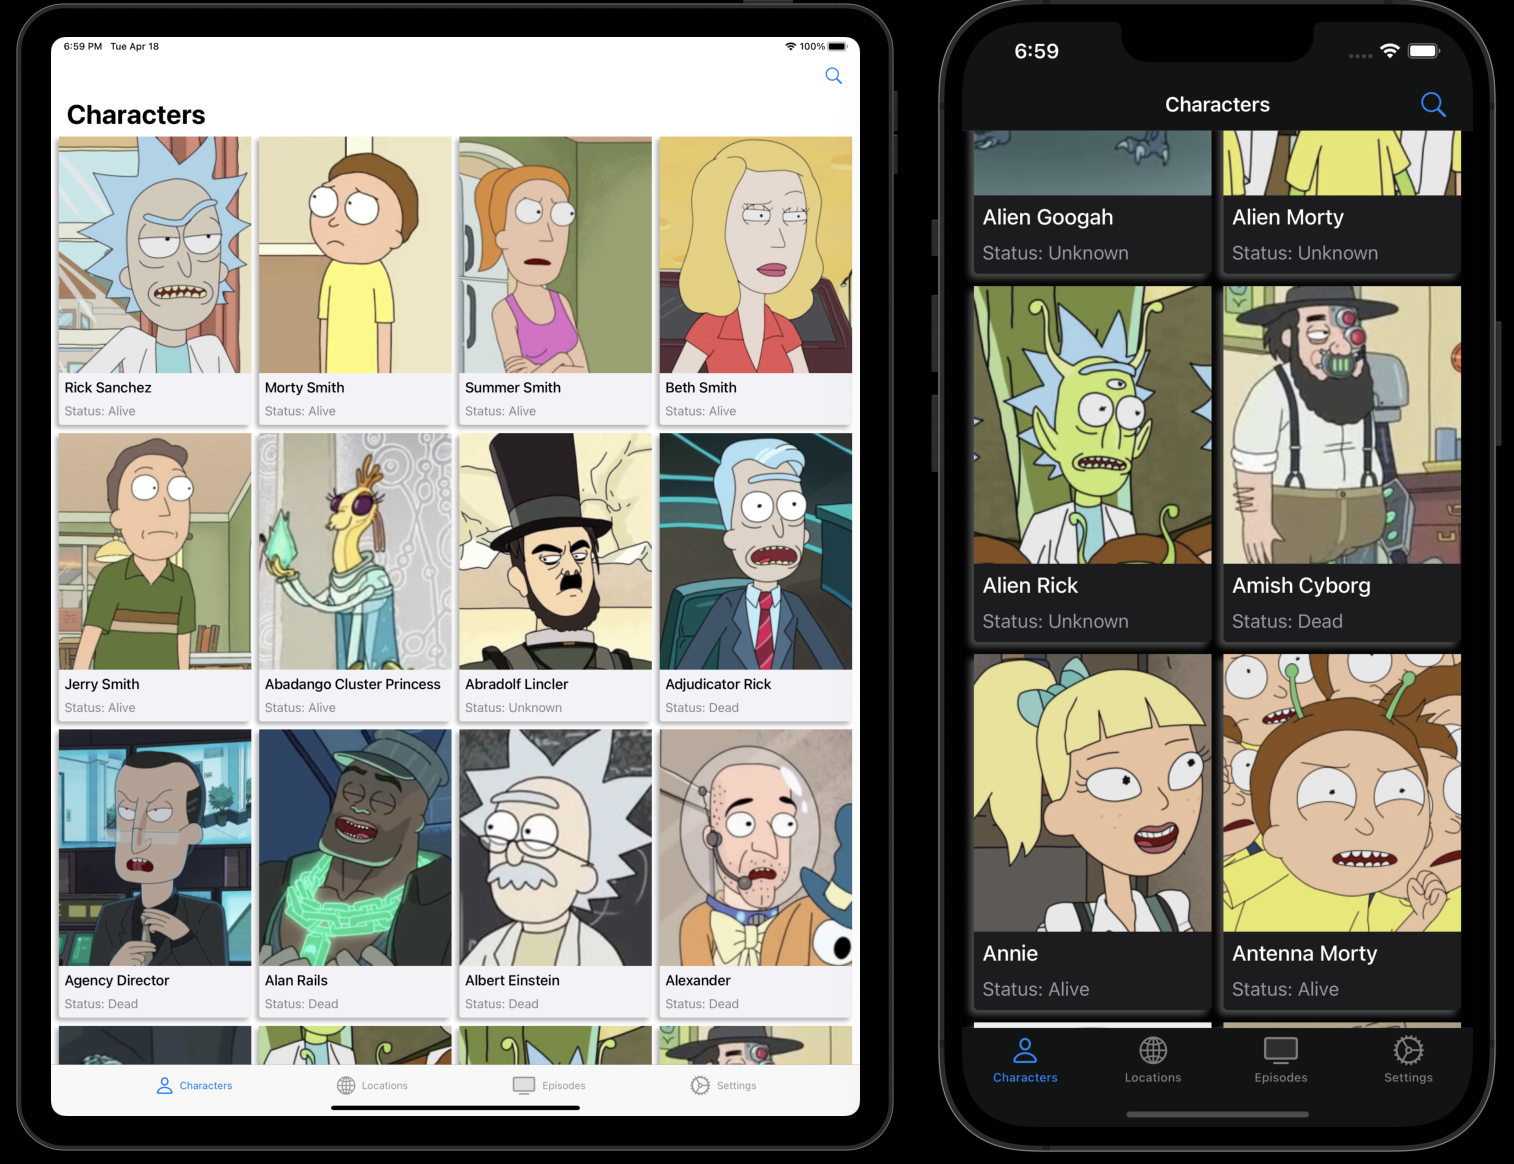 6:59 PM Tue Apr 18
100%
Characters
Rick Sanchez
Status: Alive
Morty Smith
Status: Alive
Summer Smith
Status: Alive
Beth Smith
Status: Alive
Jerry Smith
Status: Alive
Abadango Cluster Princess
Status: Alive
Abradolf Lincler
Status: Unknown
Adjudicator Rick
Status: Dead
Agency Director
Status: Dead
Alan Rails
Status: Dead
Albert Einstein
Status: Dead
Alexander
Status: Dead
Characters
Locations
Episodes
Settings
6:59
Characters
Alien Googah
Status: Unknown
Alien Morty
Status: Unknown
Alien Rick
Status: Unknown
Amish Cyborg
Status: Dead
Annie
Status: Alive
Antenna Morty
Status: Alive
Characters
Locations
Episodes
Settings